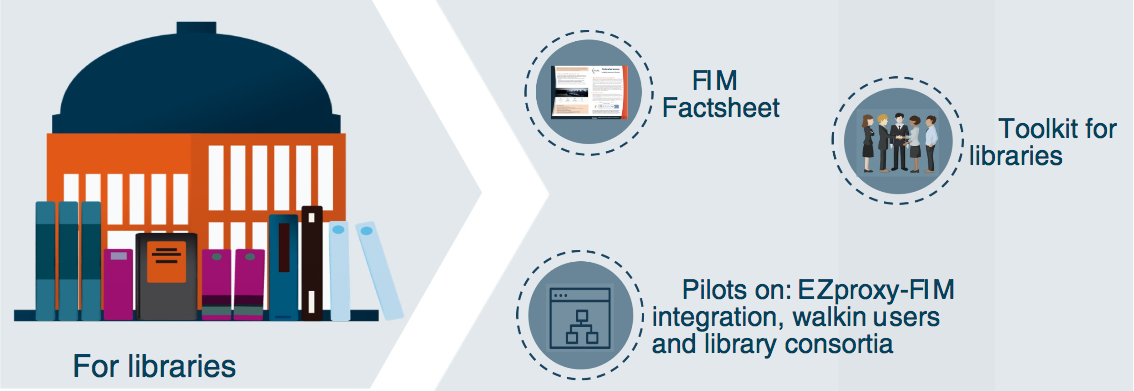 FIM
Factsheet
Toolkit for
libraries
Pilots on: EZproxy-FIM
integration, walkin users
and library consortia
For libraries